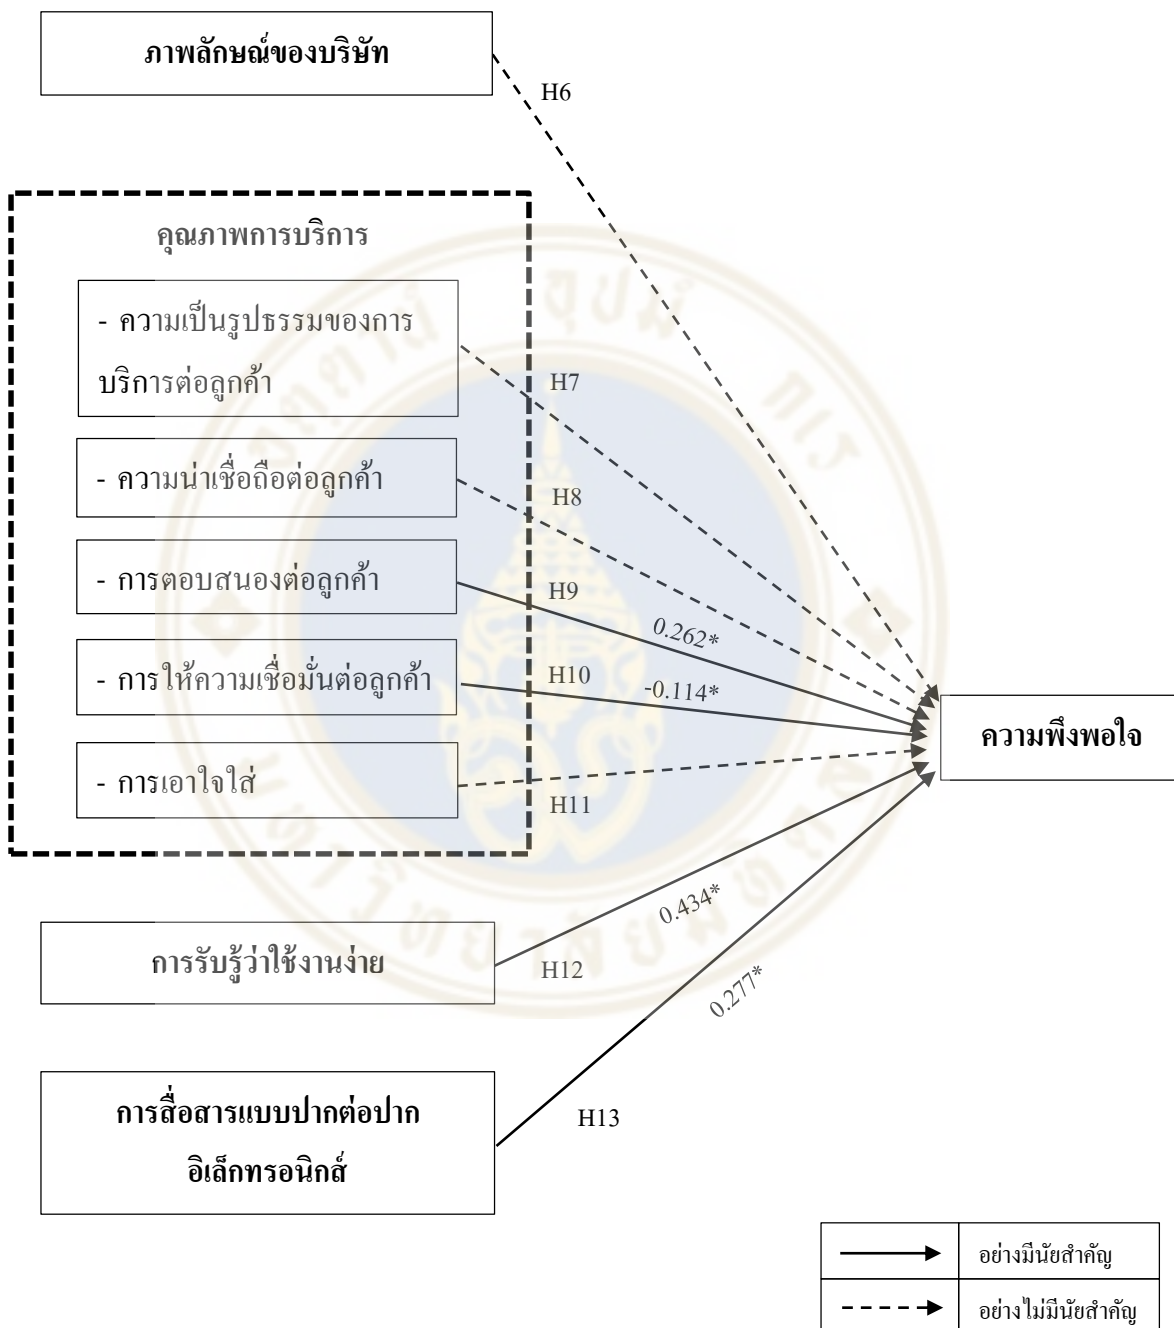 ภาพลักษณ์ของบริษัท
H6
คุณภาพการบริการ
- ความเป็นรูปธรรมของการ
บริการต่อลูกค้า
H7
- ความน่าเชื่อถือต่อลูกค้า
H8
- การตอบสนองต่อลูกค้า
H9
0.262*
- การให้ความเชื่อมั่นต่อลูกค้า
H10
-0.114*
ความพึงพอใจ
- การเอาใจใส่
H11
0.434*
การรับรู้ว่าใช้งานง่าย
H12
0.277*
การสื่อสารแบบปากต่อปาก
อิเล็กทรอนิกส์
H13
อย่างมีนัยสำคัญ
อย่างไม่มีนัยสำคัญ